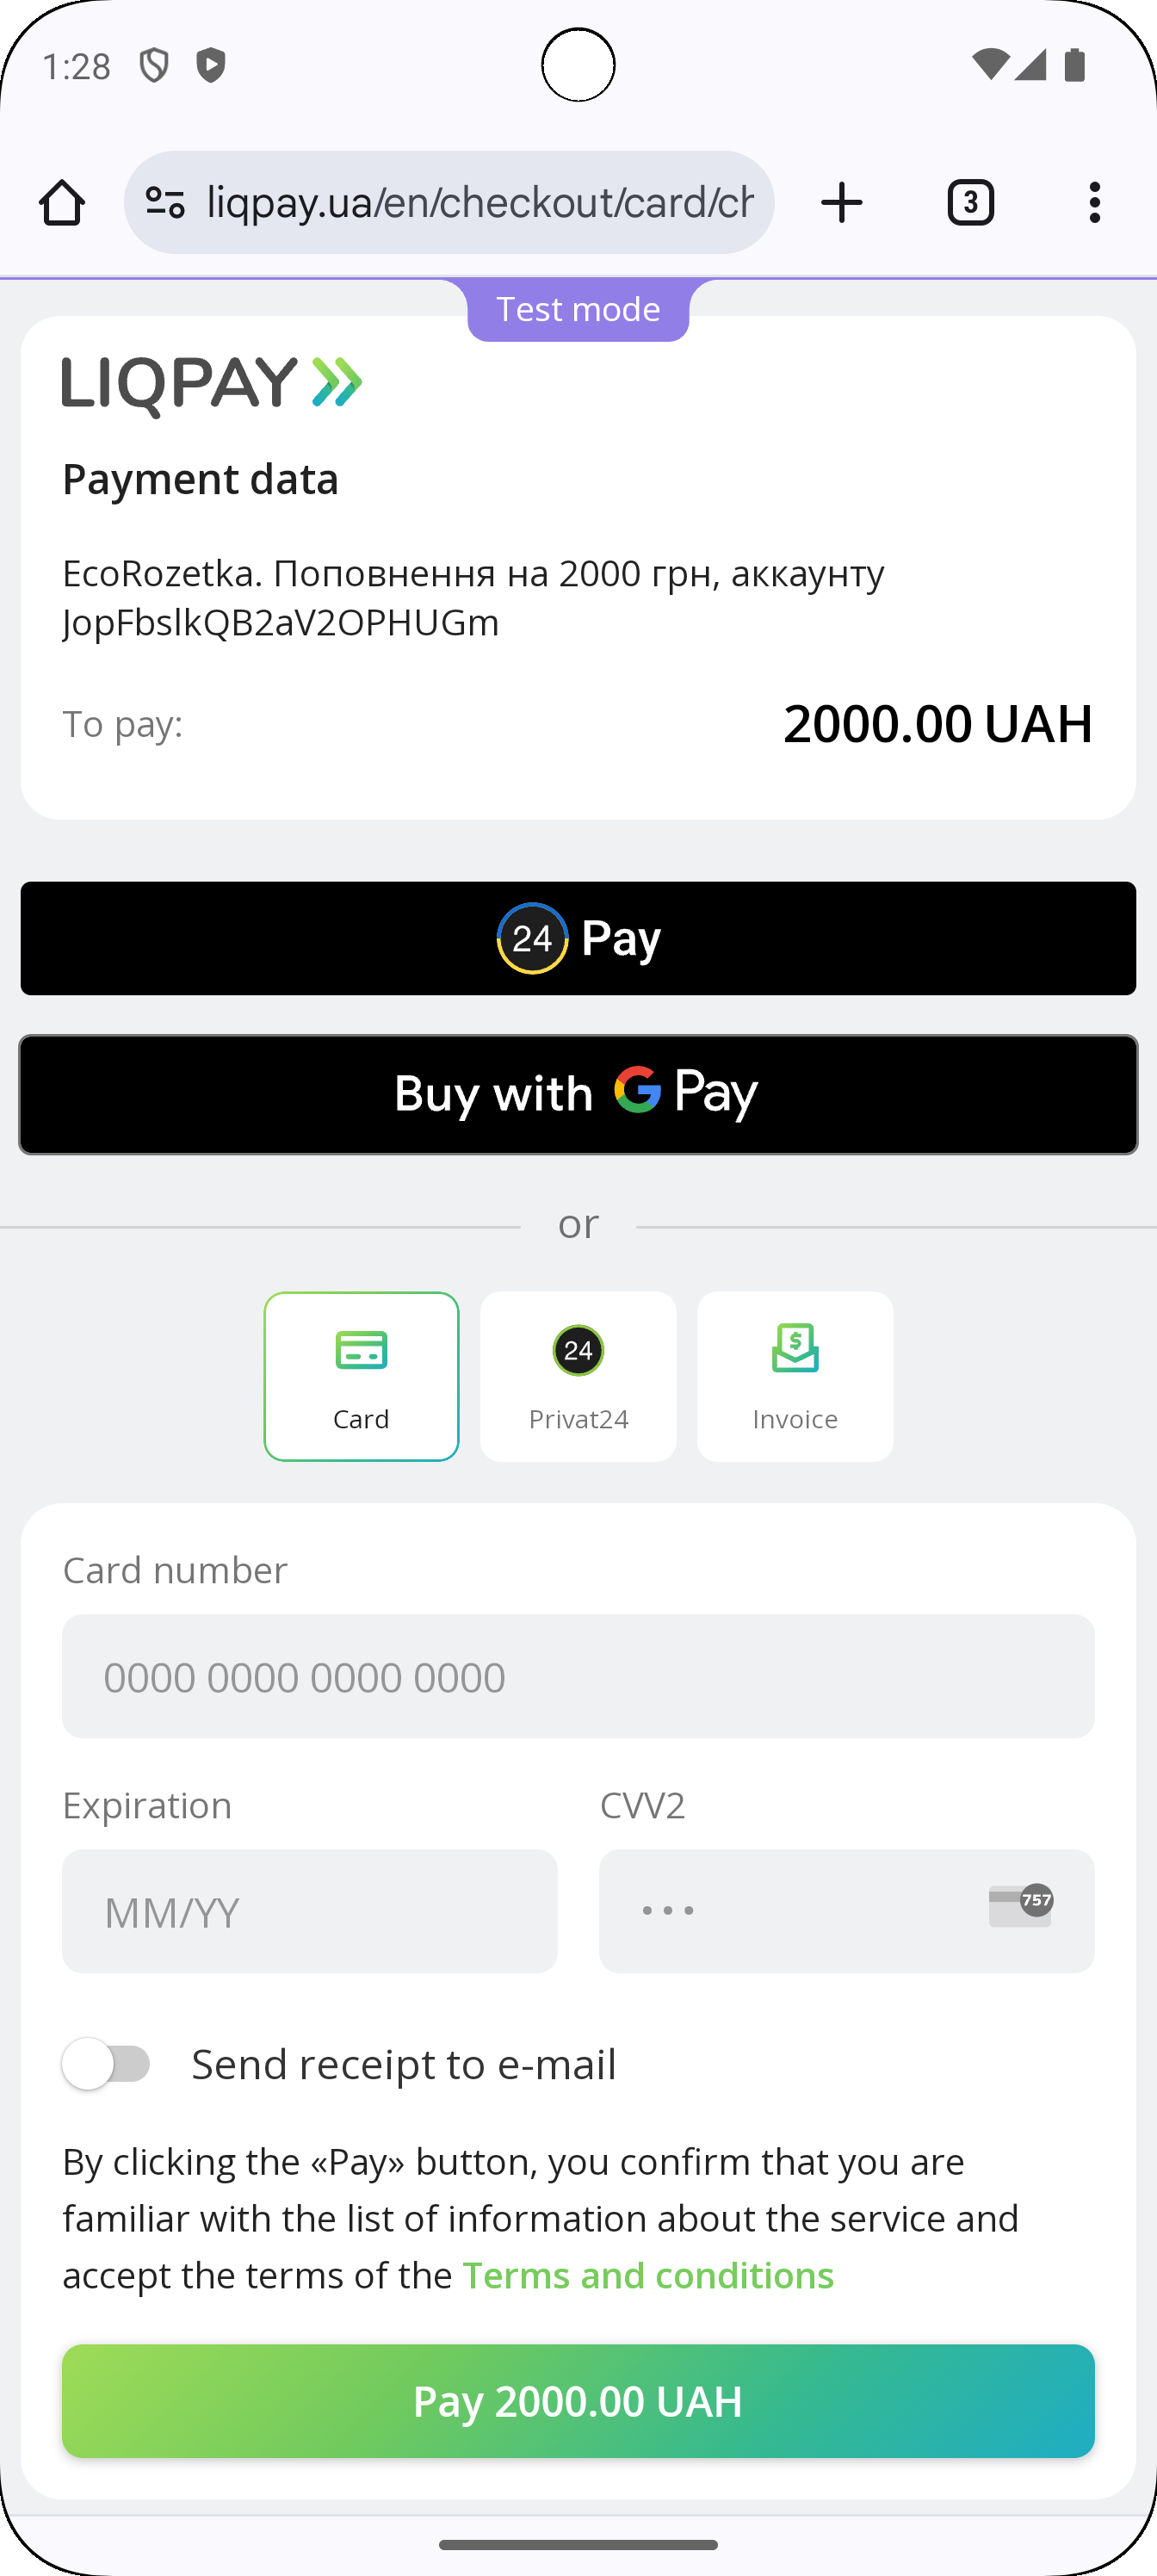 1:28
liqpay.ua/en/checkout/card/ch
3
Test mode
LIQPAY
Payment data
EcoRozetka. Поповнення на 2000 грн, аккаунту
JopFbslkQB2aV2OPHUGm
To pay:
2000.00 UAH
24 Pay
Buy with G Pay
or
24
Card
Privat24
Invoice
Card number
0000 0000 0000 0000
Expiration
CVV2
MM/YY
757
Send receipt to e-mail
By clicking the «Pay» button, you confirm that you are
familiar with the list of information about the service and
accept the terms of the Terms and conditions
Pay 2000.00 UAH